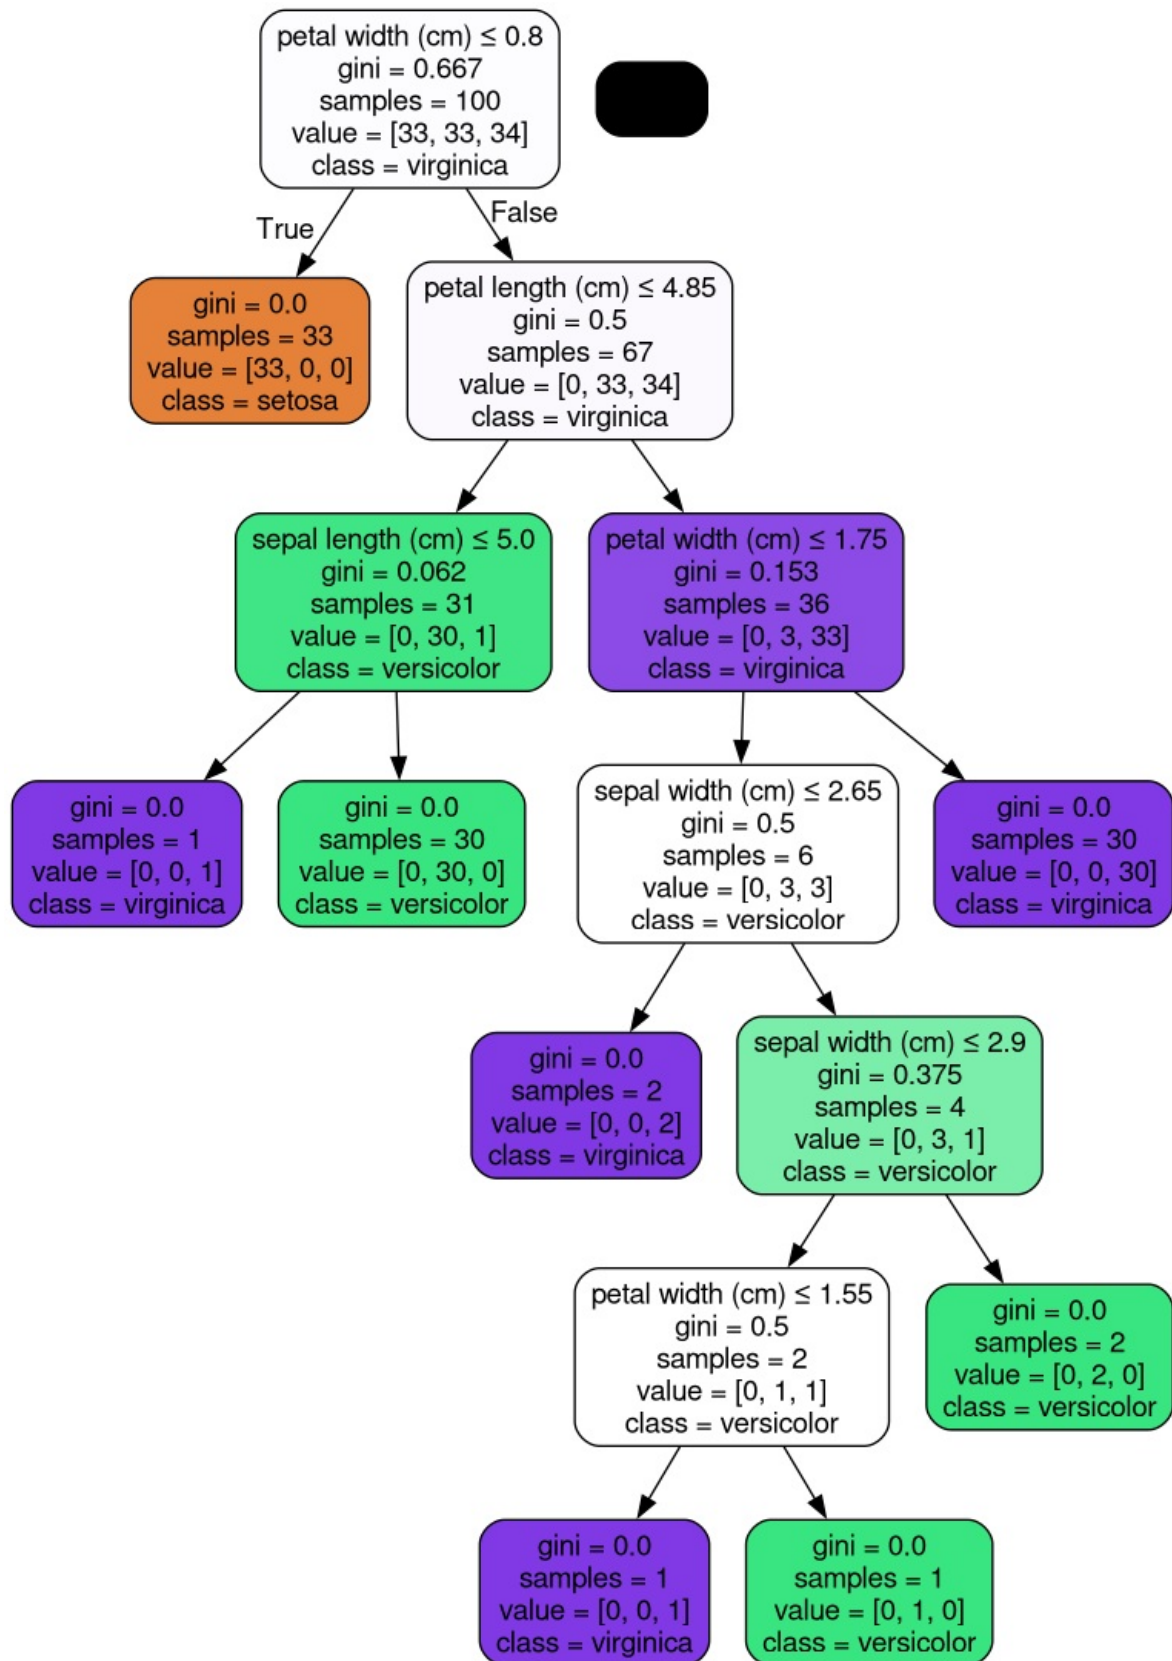 petal width (cm) ≤ 0.8
gini = 0.667
samples = 100
value = [33, 33, 34]
class = virginica
True
False
gini = 0.0
samples = 33
value = [33, 0, 0]
class = setosa
petal length (cm) ≤ 4.85
gini = 0.5
samples = 67
value = [0, 33, 34]
class = virginica
sepal length (cm) ≤ 5.0
gini = 0.062
samples = 31
value = [0, 30, 1]
class = versicolor
petal width (cm) ≤ 1.75
gini = 0.153
samples = 36
value = [0, 3, 33]
class = virginica
gini = 0.0
samples = 1
value = [0, 0, 1]
class = virginica
gini = 0.0
samples = 30
value = [0, 30, 0]
class = versicolor
sepal width (cm) ≤ 2.65
gini = 0.5
samples = 6
value = [0, 3, 3]
class = versicolor
gini = 0.0
samples = 30
value = [0, 0, 30]
class = virginica
gini = 0.0
samples = 2
value = [0, 0, 2]
class = virginica
sepal width (cm) ≤ 2.9
gini = 0.375
samples = 4
value = [0, 3, 1]
class = versicolor
petal width (cm) ≤ 1.55
gini = 0.5
samples = 2
value = [0, 1, 1]
class = versicolor
gini = 0.0
samples = 2
value = [0, 2, 0]
class = versicolor
gini = 0.0
samples = 1
value = [0, 0, 1]
class = virginica
gini = 0.0
samples = 1
value = [0, 1, 0]
class = versicolor